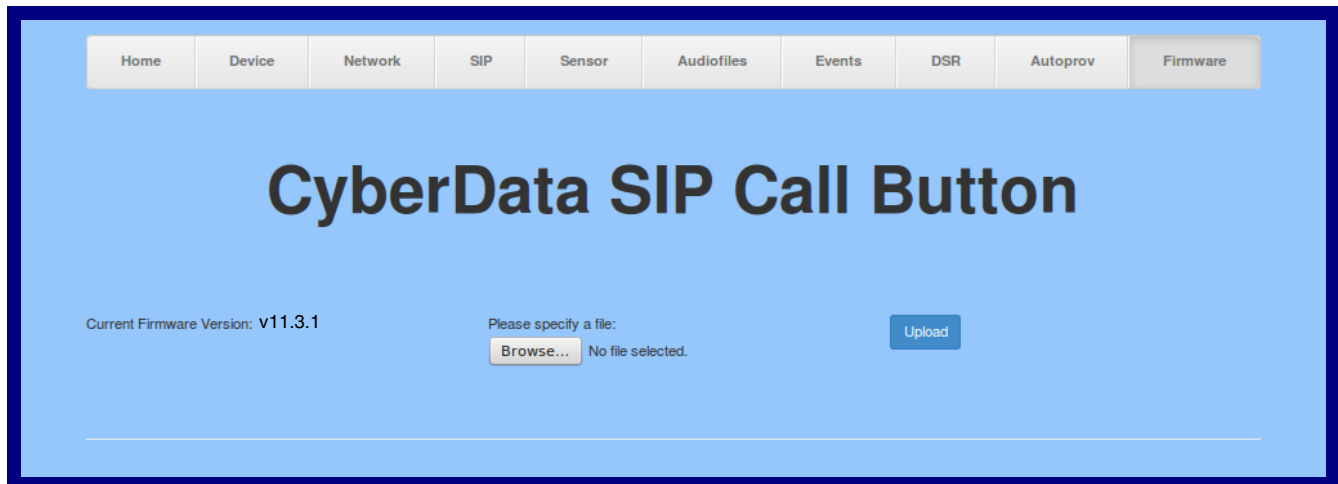 Home Device Network SIP Sensor Audiofiles Events DSR Autoprov Firmware
CyberData SIP Call Button
Current Firmware Version: v11.3.1 Please specify a file: Upload
Browse... No file selected.